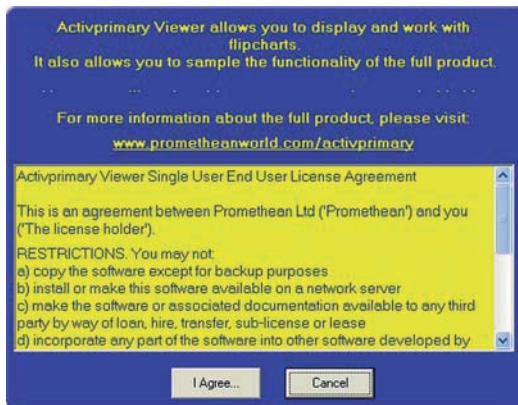 Activprimary Viewer allows you to display and work with
flipcharts.
It also allows you to sample the functionality of the full product.
For more information about the full product, please visit:
www.prometheanworld.com/activprimary
Activprimary Viewer Single User End User License Agreement
This is an agreement between Promethean Ltd ('Promethean') and you
('The license holder').
RESTRICTIONS. You may not:
a) copy the software except for backup purposes
b) install or make this software available on a network server
c) make the software or associated documentation available to any third
party by way of loan, hire, transfer, sub-license or lease
d) incorporate any part of the software into other software developed by
I Agree... Cancel